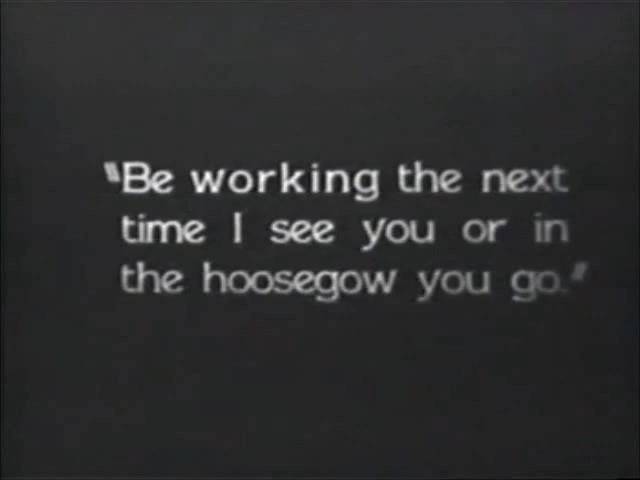 "Be working the next
time I see you or in
the hoosegow you go."